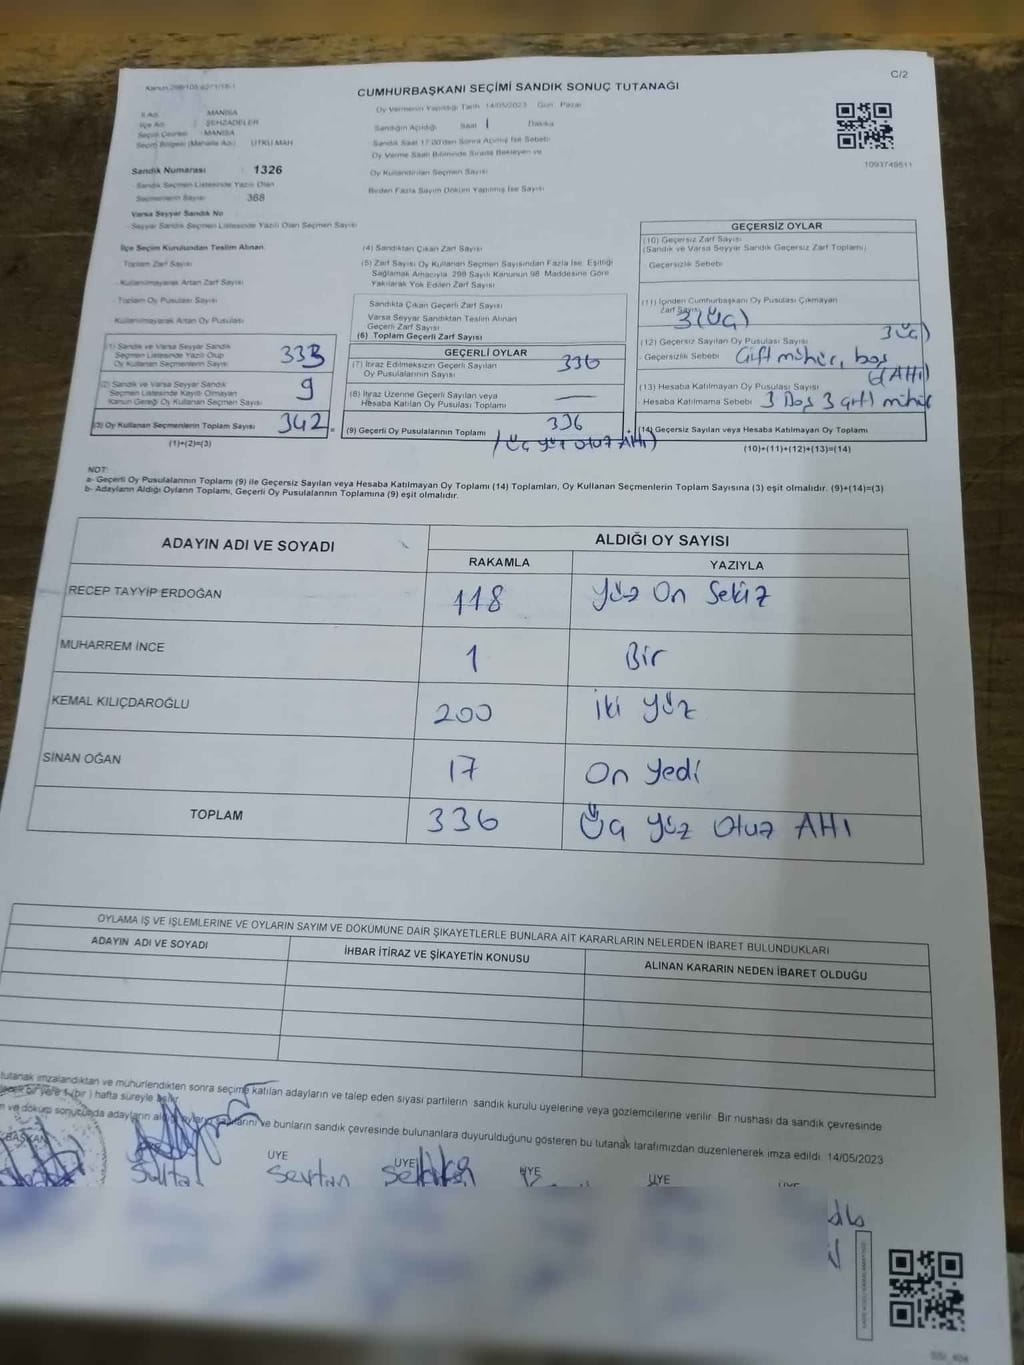 C/2
Kanun:298/105.6271/18-1
CUMHURBAŞKANI SEÇİMİ SANDIK SONUÇ TUTANAĞI
Oy Vermenin Yapıldığı Tarih 14/05/2023 Gün: Pazar
İl Adı MANİSA
İlçe Adı : ŞEHZADELER
Seçim Çevresi : MANİSA
Seçim Bölgesi (Mahalle Adı) UTKU MAH
Sandığın Açıldığı Saat Dakika
Sandık Saat 17.00'den Sonra Açılmış İse Sebebi
Oy Verme Saati Bitiminde Sırada Bekleyen ve
Oy Kullandırılan Seçmen Sayısı
Birden Fazla Sayım Döküm Yapılmış İse Sayısı
1093749511
Sandık Numarası : 1326
Sandık Seçmen Listesinde Yazılı Olan
Seçmenlerin Sayısı 368
Varsa Seyyar Sandık No
Seyyar Sandık Seçmen Listesinde Yazılı Olan Seçmen Sayısı
İlçe Seçim Kurulundan Teslim Alınan:
Toplam Zarf Sayısı
Kullanılmayarak Artan Zarf Sayısı
Toplam Oy Pusulası Sayısı
Kullanılmayarak Artan Oy Pusulası
(1) Sandık ve Varsa Seyyar Sandık
Seçmen Listesinde Yazılı Olup
Oy Kullanan Seçmenlerin Sayısı 333
(2) Sandık ve Varsa Seyyar Sandık
Seçmen Listesinde Kayıtlı Olmayan
Kanun Gereği Oy Kullanan Seçmen Sayısı 9
(3) Oy Kullanan Seçmenlerin Toplam Sayısı 342
(1)+(2)=(3)
(4) Sandıktan Çıkan Zarf Sayısı
(5) Zarf Sayısı Oy Kullanan Seçmen Sayısından Fazla İse, Eşitliği
Sağlamak Amacıyla 298 Sayılı Kanunun 98. Maddesine Göre
Yakılarak Yok Edilen Zarf Sayısı
Sandıkta Çıkan Geçerli Zarf Sayısı
Varsa Seyyar Sandıktan Teslim Alınan
Geçerli Zarf Sayısı
(6) Toplam Geçerli Zarf Sayısı
GEÇERLİ OYLAR
(7) İtiraz Edilmeksizin Geçerli Sayılan
Oy Pusulalarının Sayısı 336
(8) İtiraz Üzerine Geçerli Sayılan veya
Hesaba Katılan Oy Pusulası Toplamı —
(9) Geçerli Oy Pusulalarının Toplamı 336
(üç yüz otuz Altı)
GEÇERSİZ OYLAR
(10) Geçersiz Zarf Sayısı
(Sandık ve Varsa Seyyar Sandık Geçersiz Zarf Toplamı)
Geçersizlik Sebebi
(11) İçinden Cumhurbaşkanı Oy Pusulası Çıkmayan
Zarf Sayısı 3 (üç)
(12) Geçersiz Sayılan Oy Pusulası Sayısı 3 (üç)
Geçersizlik Sebebi Çift mühür, boş
6 (Altı)
(13) Hesaba Katılmayan Oy Pusulası Sayısı
Hesaba Katılmama Sebebi 3 Boş 3 çift mühür
(14) Geçersiz Sayılan veya Hesaba Katılmayan Oy Toplamı
(10)+(11)+(12)+(13)=(14)
NOT:
a- Geçerli Oy Pusulalarının Toplamı (9) ile Geçersiz Sayılan veya Hesaba Katılmayan Oy Toplamı (14) Toplamları, Oy Kullanan Seçmenlerin Toplam Sayısına (3) eşit olmalıdır. (9)+(14)=(3)
b- Adayların Aldığı Oyların Toplamı, Geçerli Oy Pusulalarının Toplamına (9) eşit olmalıdır.
ADAYIN ADI VE SOYADI ALDIĞI OY SAYISI
RAKAMLA YAZIYLA
RECEP TAYYİP ERDOĞAN 118 Yüz On Sekiz
MUHARREM İNCE 1 Bir
KEMAL KILIÇDAROĞLU 200 iki yüz
SİNAN OĞAN 17 On Yedi
TOPLAM 336 üç yüz Otuz Altı
OYLAMA İŞ VE İŞLEMLERİNE VE OYLARIN SAYIM VE DÖKÜMÜNE DAİR ŞİKAYETLERLE BUNLARA AİT KARARLARIN NELERDEN İBARET BULUNDUKLARI
ADAYIN ADI VE SOYADI İHBAR İTİRAZ VE ŞİKAYETİN KONUSU ALINAN KARARIN NEDEN İBARET OLDUĞU
tutanak imzalandıktan ve mühürlendikten sonra seçime katılan adayların ve talep eden siyasi partilerin sandık kurulu üyelerine veya gözlemcilerine verilir. Bir nüshası da sandık çevresinde
bir yere 1 (bir) hafta süreyle asılır.
ve döküm sonucunda adayların aldığı oyların sayılarını ve bunların sandık çevresinde bulunanlara duyurulduğunu gösteren bu tutanak tarafımızdan düzenlenerek imza edildi. 14/05/2023
BAŞKAN ÜYE ÜYE ÜYE ÜYE
Sultan